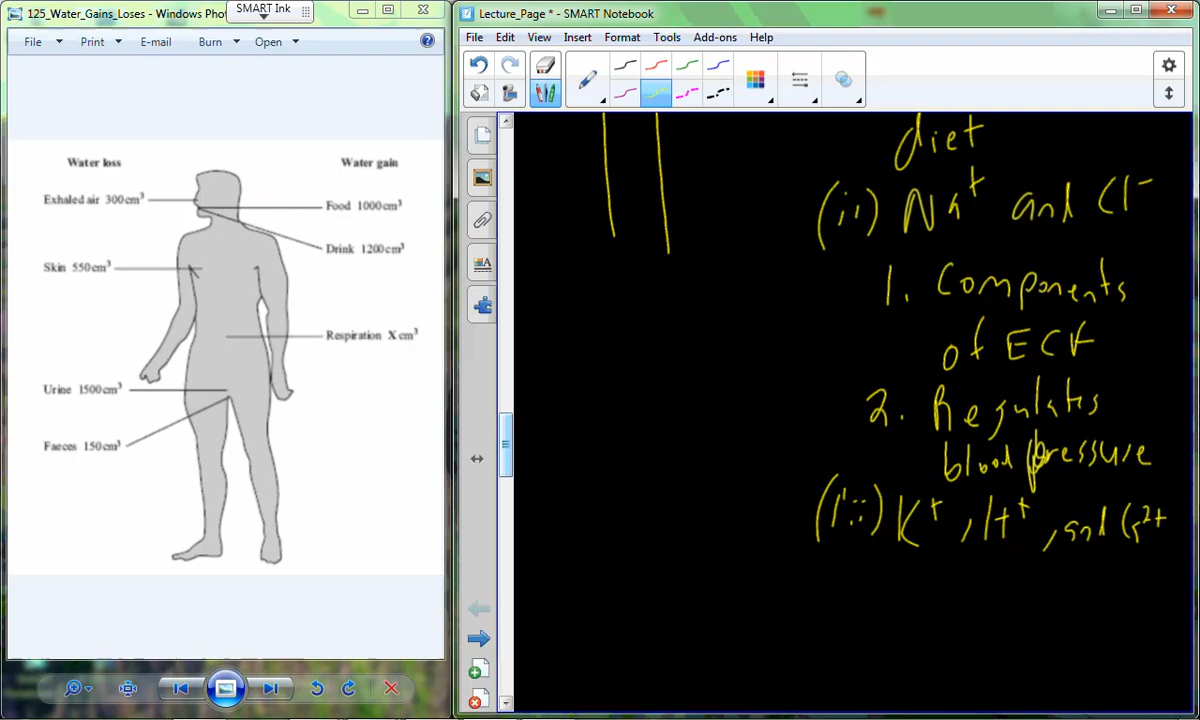 125_Water_Gains_Loses - Windows Pho
SMART Ink
File Print E-mail Burn Open
Water loss
Water gain
Exhaled air 300cm³
Food 1000cm³
Drink 1200cm³
Skin 550cm³
Respiration Xcm³
Urine 1500cm³
Faeces 150cm³
Lecture_Page * - SMART Notebook
File Edit View Insert Format Tools Add-ons Help
diet
(ii) Na⁺ and Cl⁻
1. Components
of ECF
2. Regulates
blood pressure
(iii) K⁺, H⁺, and Ca²⁺